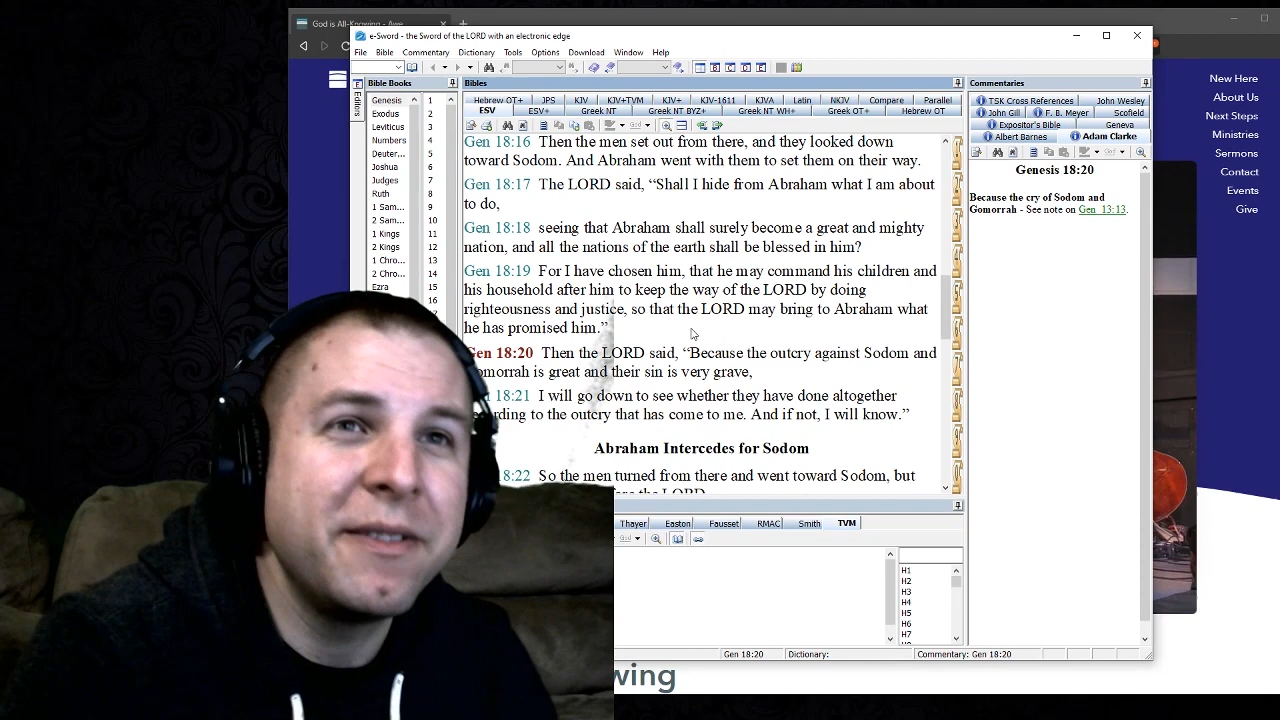 God is All-Knowing - Awe
e-Sword - the Sword of the LORD with an electronic edge
File Bible Commentary Dictionary Tools Options Download Window Help
Bible Books
Bibles
Commentaries
Editors
Genesis
Exodus
Leviticus
Numbers
Deuter...
Joshua
Judges
Ruth
1 Sam...
2 Sam...
1 Kings
2 Kings
1 Chro...
2 Chro...
Ezra
1
2
3
4
5
6
7
8
9
10
11
12
13
14
15
16
Hebrew OT+ JPS KJV KJV+TVM KJV+ KJV-1611 KJVA Latin NKJV Compare Parallel
ESV ESV+ Greek NT Greek NT BYZ+ Greek NT WH+ Greek OT+ Hebrew OT
Gen 18:16 Then the men set out from there, and they looked down
toward Sodom. And Abraham went with them to set them on their way.
Gen 18:17 The LORD said, “Shall I hide from Abraham what I am about
to do,
Gen 18:18 seeing that Abraham shall surely become a great and mighty
nation, and all the nations of the earth shall be blessed in him?
Gen 18:19 For I have chosen him, that he may command his children and
his household after him to keep the way of the LORD by doing
righteousness and justice, so that the LORD may bring to Abraham what
he has promised him.”
Gen 18:20 Then the LORD said, “Because the outcry against Sodom and
omorrah is great and their sin is very grave,
18:21 I will go down to see whether they have done altogether
rding to the outcry that has come to me. And if not, I will know.”
Abraham Intercedes for Sodom
18:22 So the men turned from there and went toward Sodom, but
the LORD
TSK Cross References John Wesley
John Gill F. B. Meyer Scofield
Expositor's Bible Geneva
Albert Barnes Adam Clarke
Genesis 18:20
Because the cry of Sodom and
Gomorrah - See note on Gen_13:13.
Thayer Easton Fausset RMAC Smith TVM
H1
H2
H3
H4
H5
H6
H7
Gen 18:20 Dictionary: Commentary: Gen 18:20
New Here
About Us
Next Steps
Ministries
Sermons
Contact
Events
Give
wing